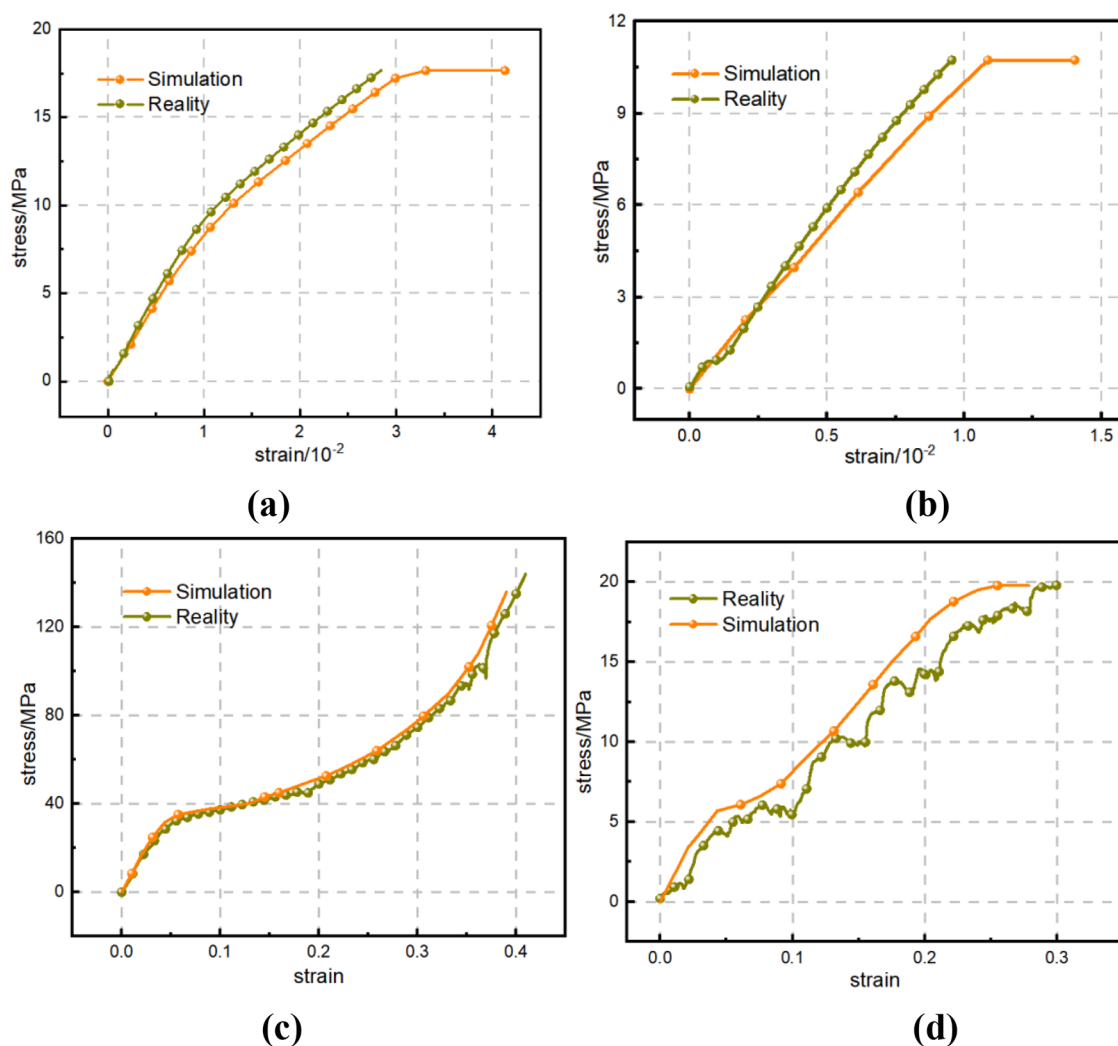 20
15
10
5
0
stress/MPa
Simulation
Reality
0
1
2
3
4
strain/10⁻²
(a)
12
9
6
3
0
stress/MPa
Simulation
Reality
0.0
0.5
1.0
1.5
strain/10⁻²
(b)
160
120
80
40
0
stress/MPa
Simulation
Reality
0.0
0.1
0.2
0.3
0.4
strain
(c)
20
15
10
5
0
stress/MPa
Reality
Simulation
0.0
0.1
0.2
0.3
strain
(d)